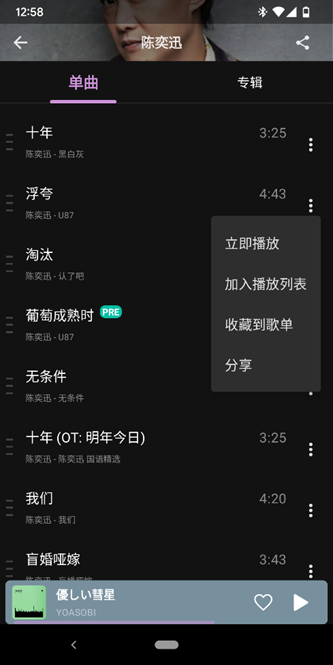 12:58
陈奕迅
单曲
专辑
十年
3:25
陈奕迅 - 黑白灰
浮夸
4:43
陈奕迅 - U87
淘汰
陈奕迅 - 认了吧
葡萄成熟时 PRE
陈奕迅 - U87
无条件
陈奕迅 - 无条件
立即播放
加入播放列表
收藏到歌单
分享
十年 (OT: 明年今日)
3:25
陈奕迅 - 陈奕迅 国语精选
我们
4:20
陈奕迅 - 我们
盲婚哑嫁
3:43
優しい彗星
YOASOBI